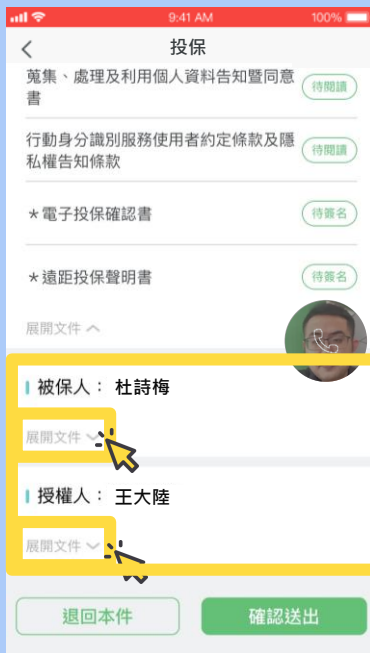 9:41 AM
100%
投保
蒐集、處理及利用個人資料告知暨同意
書
待閱讀
行動身分識別服務使用者約定條款及隱
私權告知條款
待閱讀
*電子投保確認書
待簽名
*遠距投保聲明書
待簽名
展開文件
被保人： 杜詩梅
展開文件
授權人： 王大陸
展開文件
退回本件
確認送出